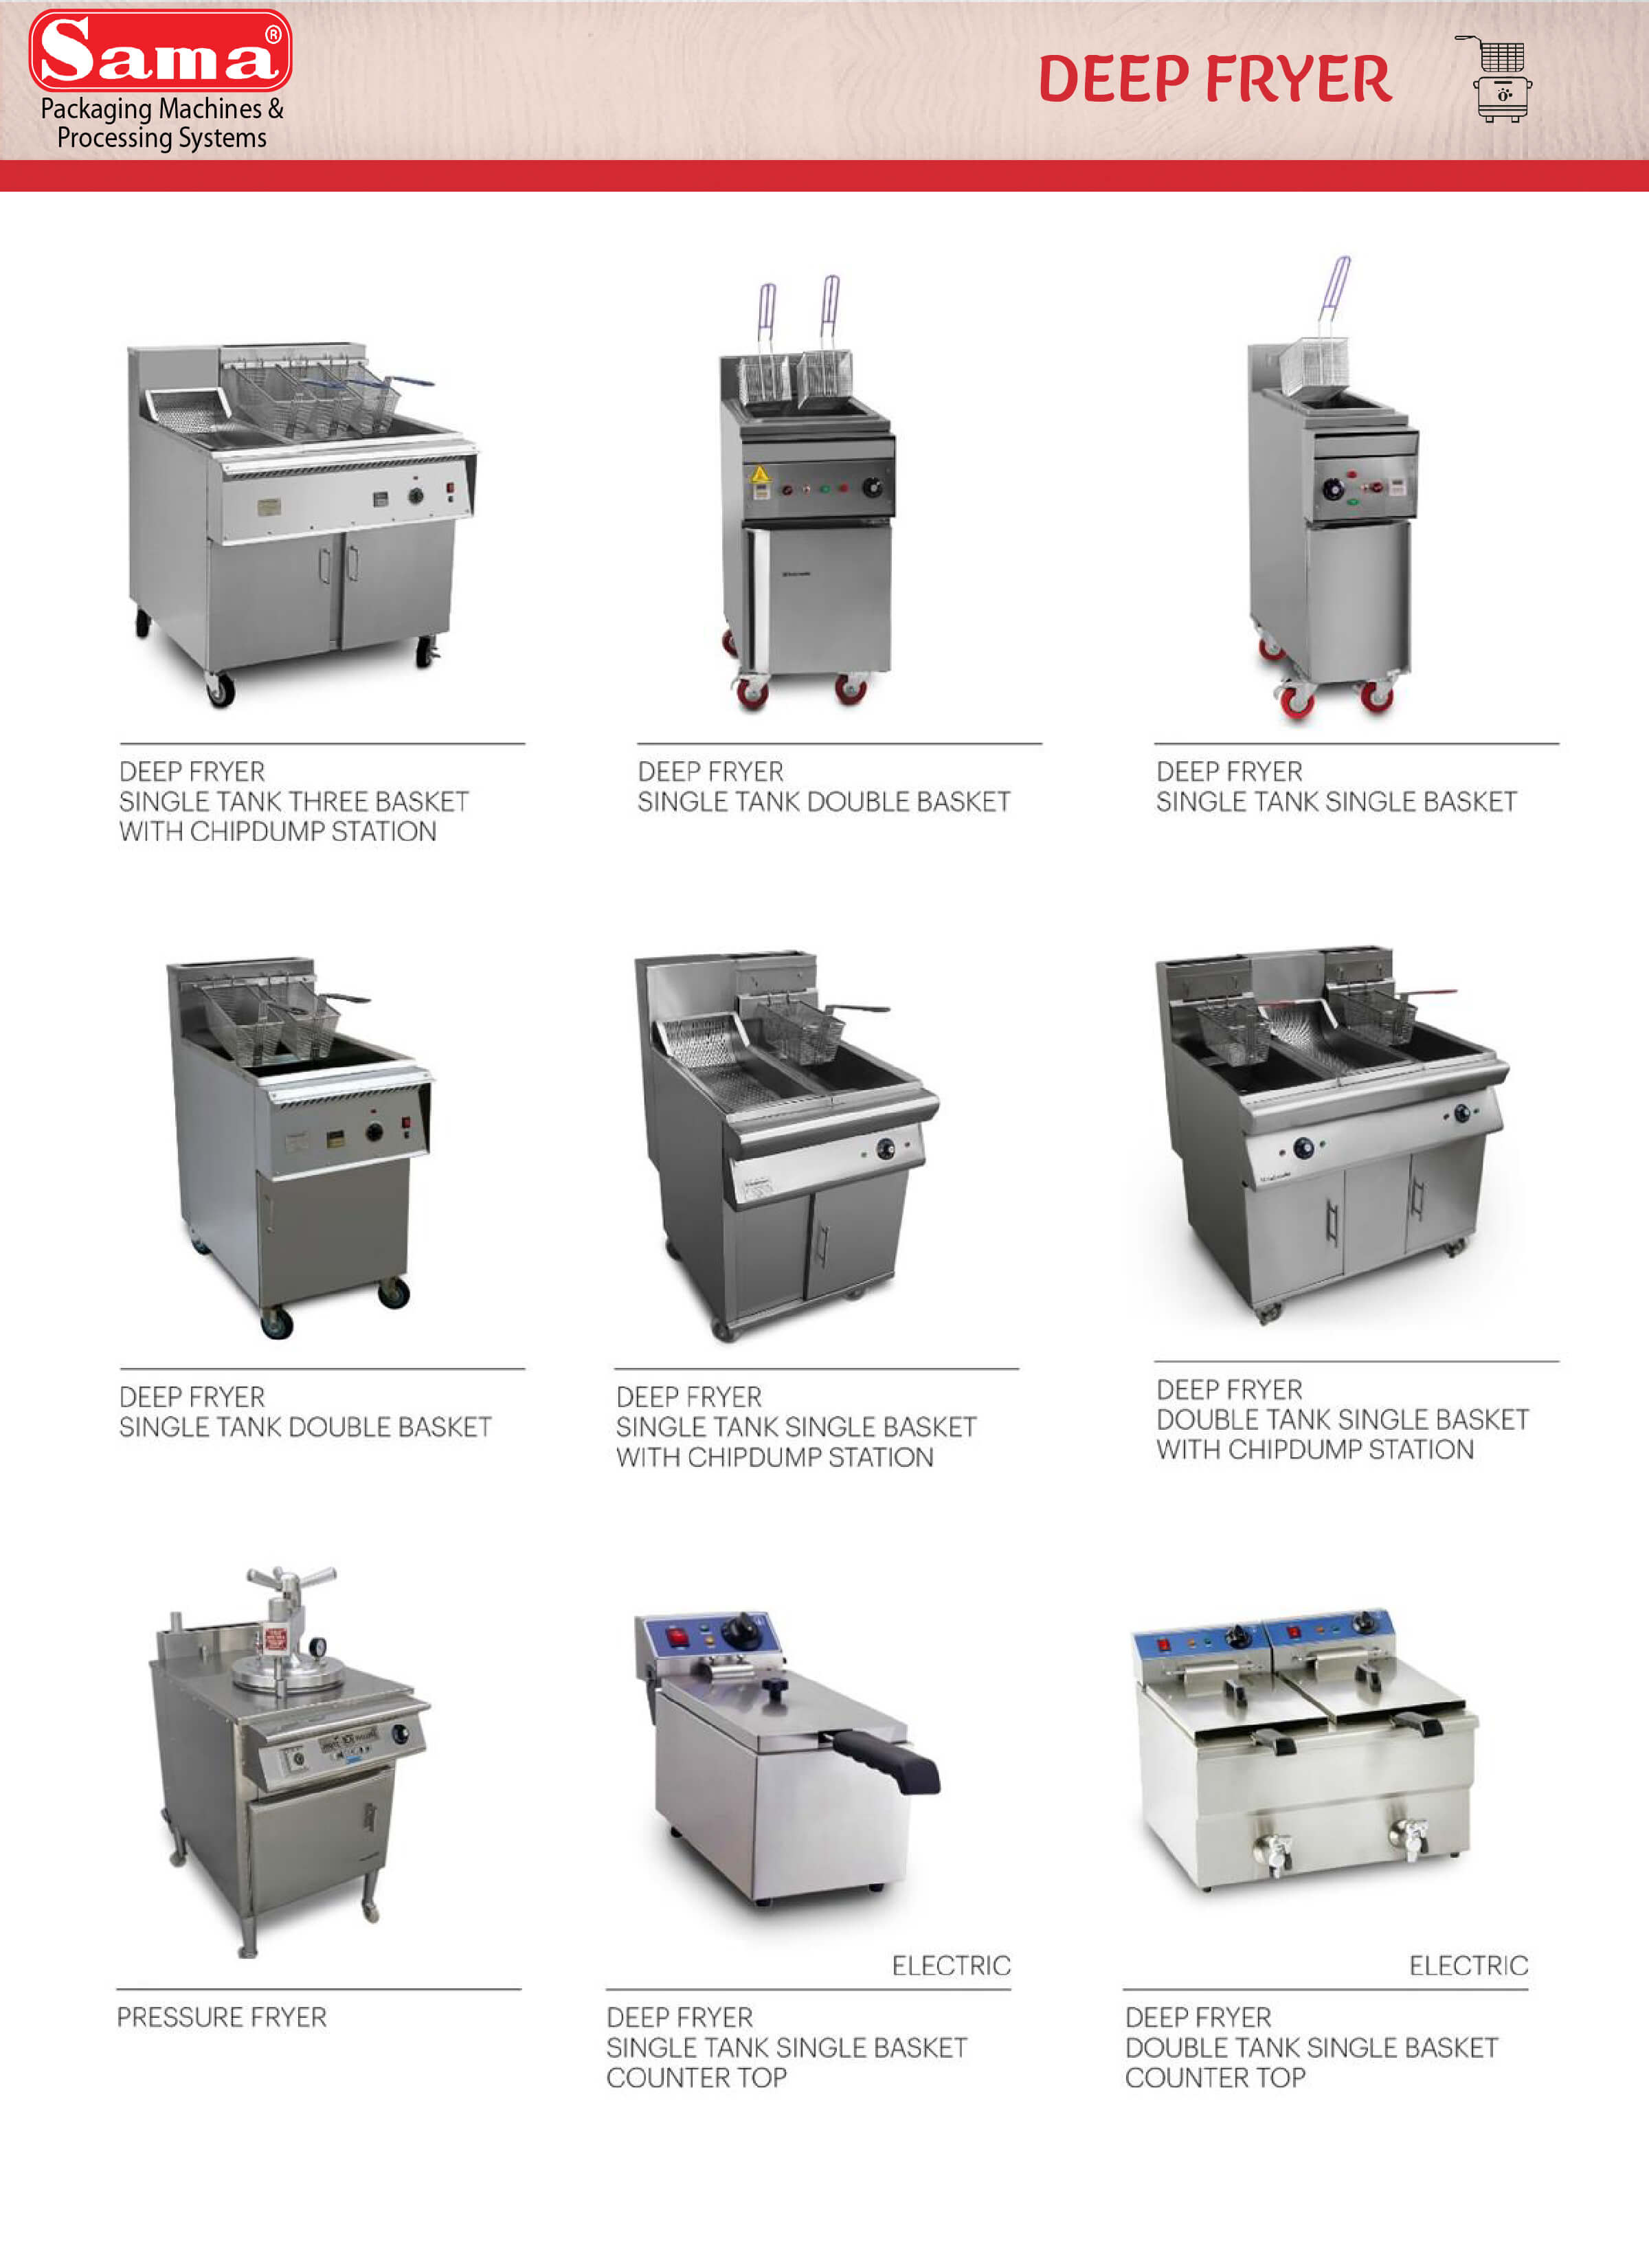 Sama®
Packaging Machines &
Processing Systems
DEEP FRYER
DEEP FRYER
SINGLE TANK THREE BASKET
WITH CHIPDUMP STATION
DEEP FRYER
SINGLE TANK DOUBLE BASKET
DEEP FRYER
SINGLE TANK SINGLE BASKET
DEEP FRYER
SINGLE TANK DOUBLE BASKET
DEEP FRYER
SINGLE TANK SINGLE BASKET
WITH CHIPDUMP STATION
DEEP FRYER
DOUBLE TANK SINGLE BASKET
WITH CHIPDUMP STATION
PRESSURE FRYER
ELECTRIC
DEEP FRYER
SINGLE TANK SINGLE BASKET
COUNTER TOP
ELECTRIC
DEEP FRYER
DOUBLE TANK SINGLE BASKET
COUNTER TOP